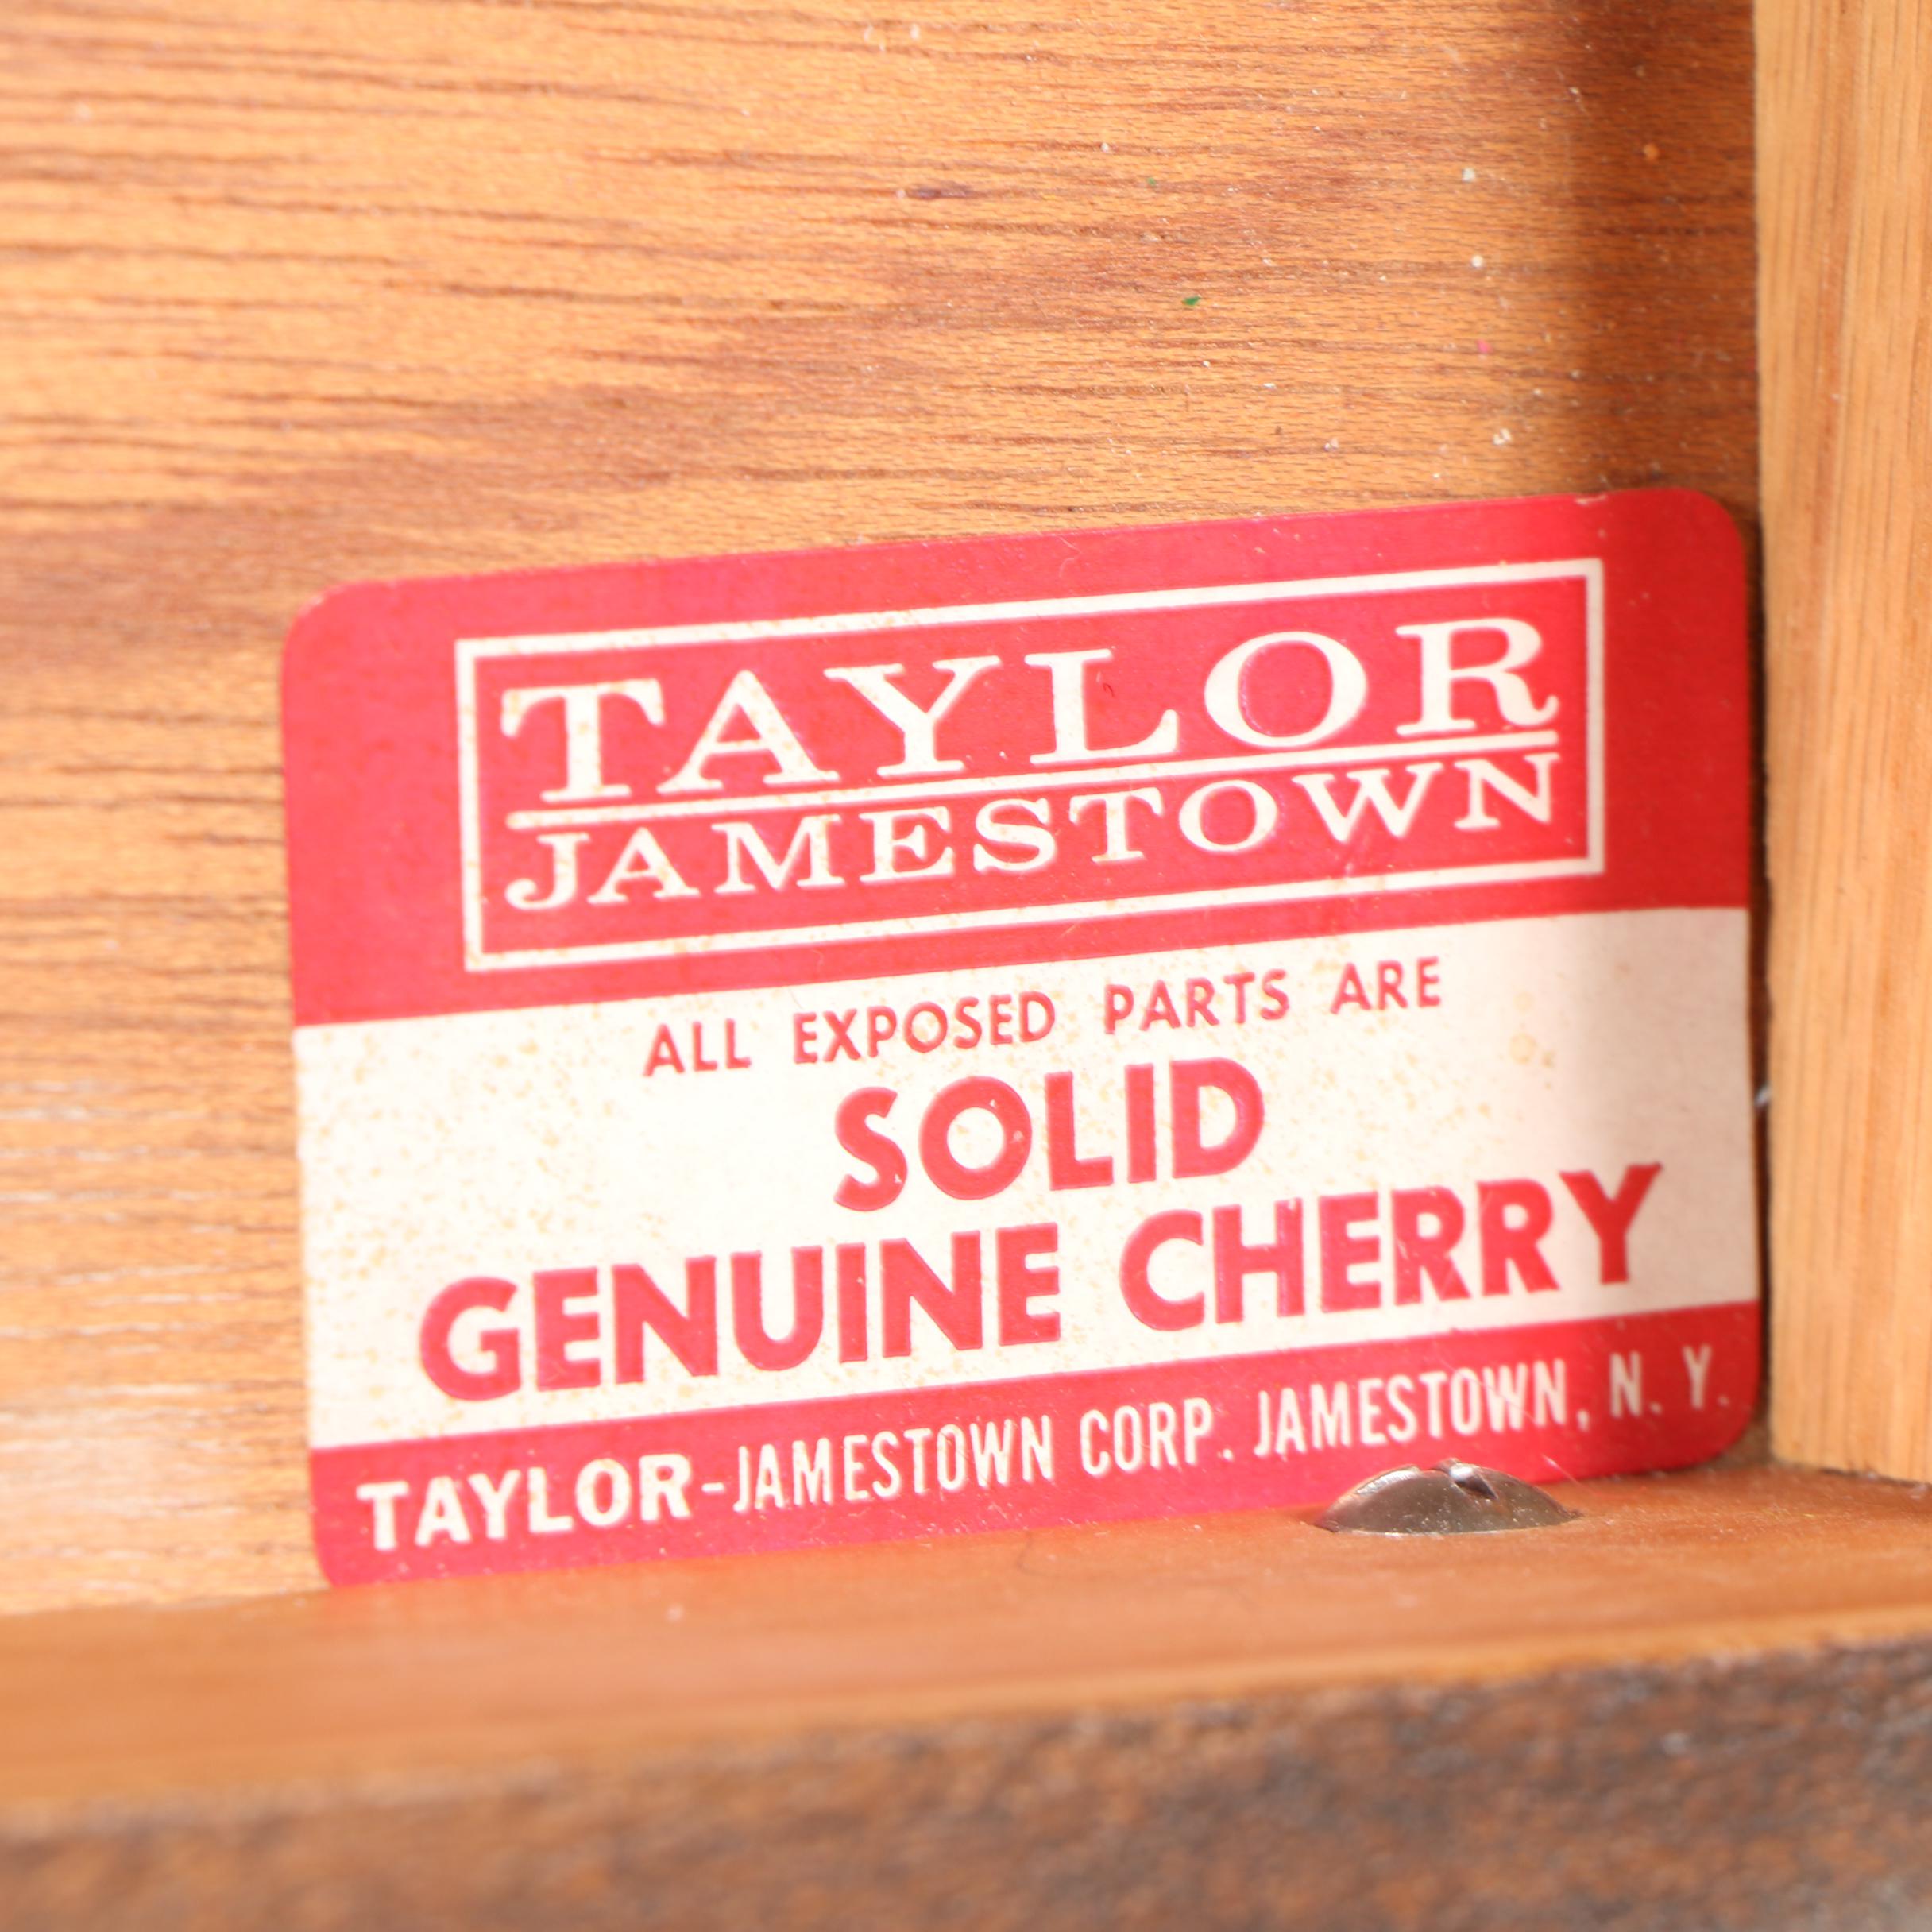 TAYLOR
JAMESTOWN
ALL EXPOSED PARTS ARE
SOLID
GENUINE CHERRY
TAYLOR-JAMESTOWN CORP. JAMESTOWN, N. Y.